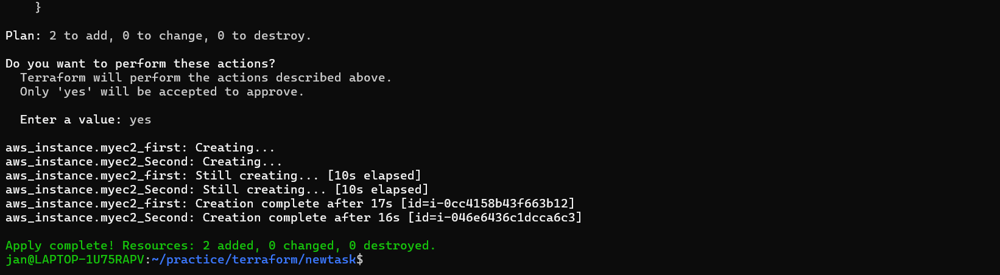 }
Plan: 2 to add, 0 to change, 0 to destroy.
Do you want to perform these actions?
Terraform will perform the actions described above.
Only 'yes' will be accepted to approve.
Enter a value: yes
aws_instance.myec2_first: Creating...
aws_instance.myec2_Second: Creating...
aws_instance.myec2_first: Still creating... [10s elapsed]
aws_instance.myec2_Second: Still creating... [10s elapsed]
aws_instance.myec2_first: Creation complete after 17s [id=i-0cc4158b43f663b12]
aws_instance.myec2_Second: Creation complete after 16s [id=i-046e6436c1dcca6c3]
Apply complete! Resources: 2 added, 0 changed, 0 destroyed.
jan@LAPTOP-1U75RAPV:~/practice/terraform/newtask$